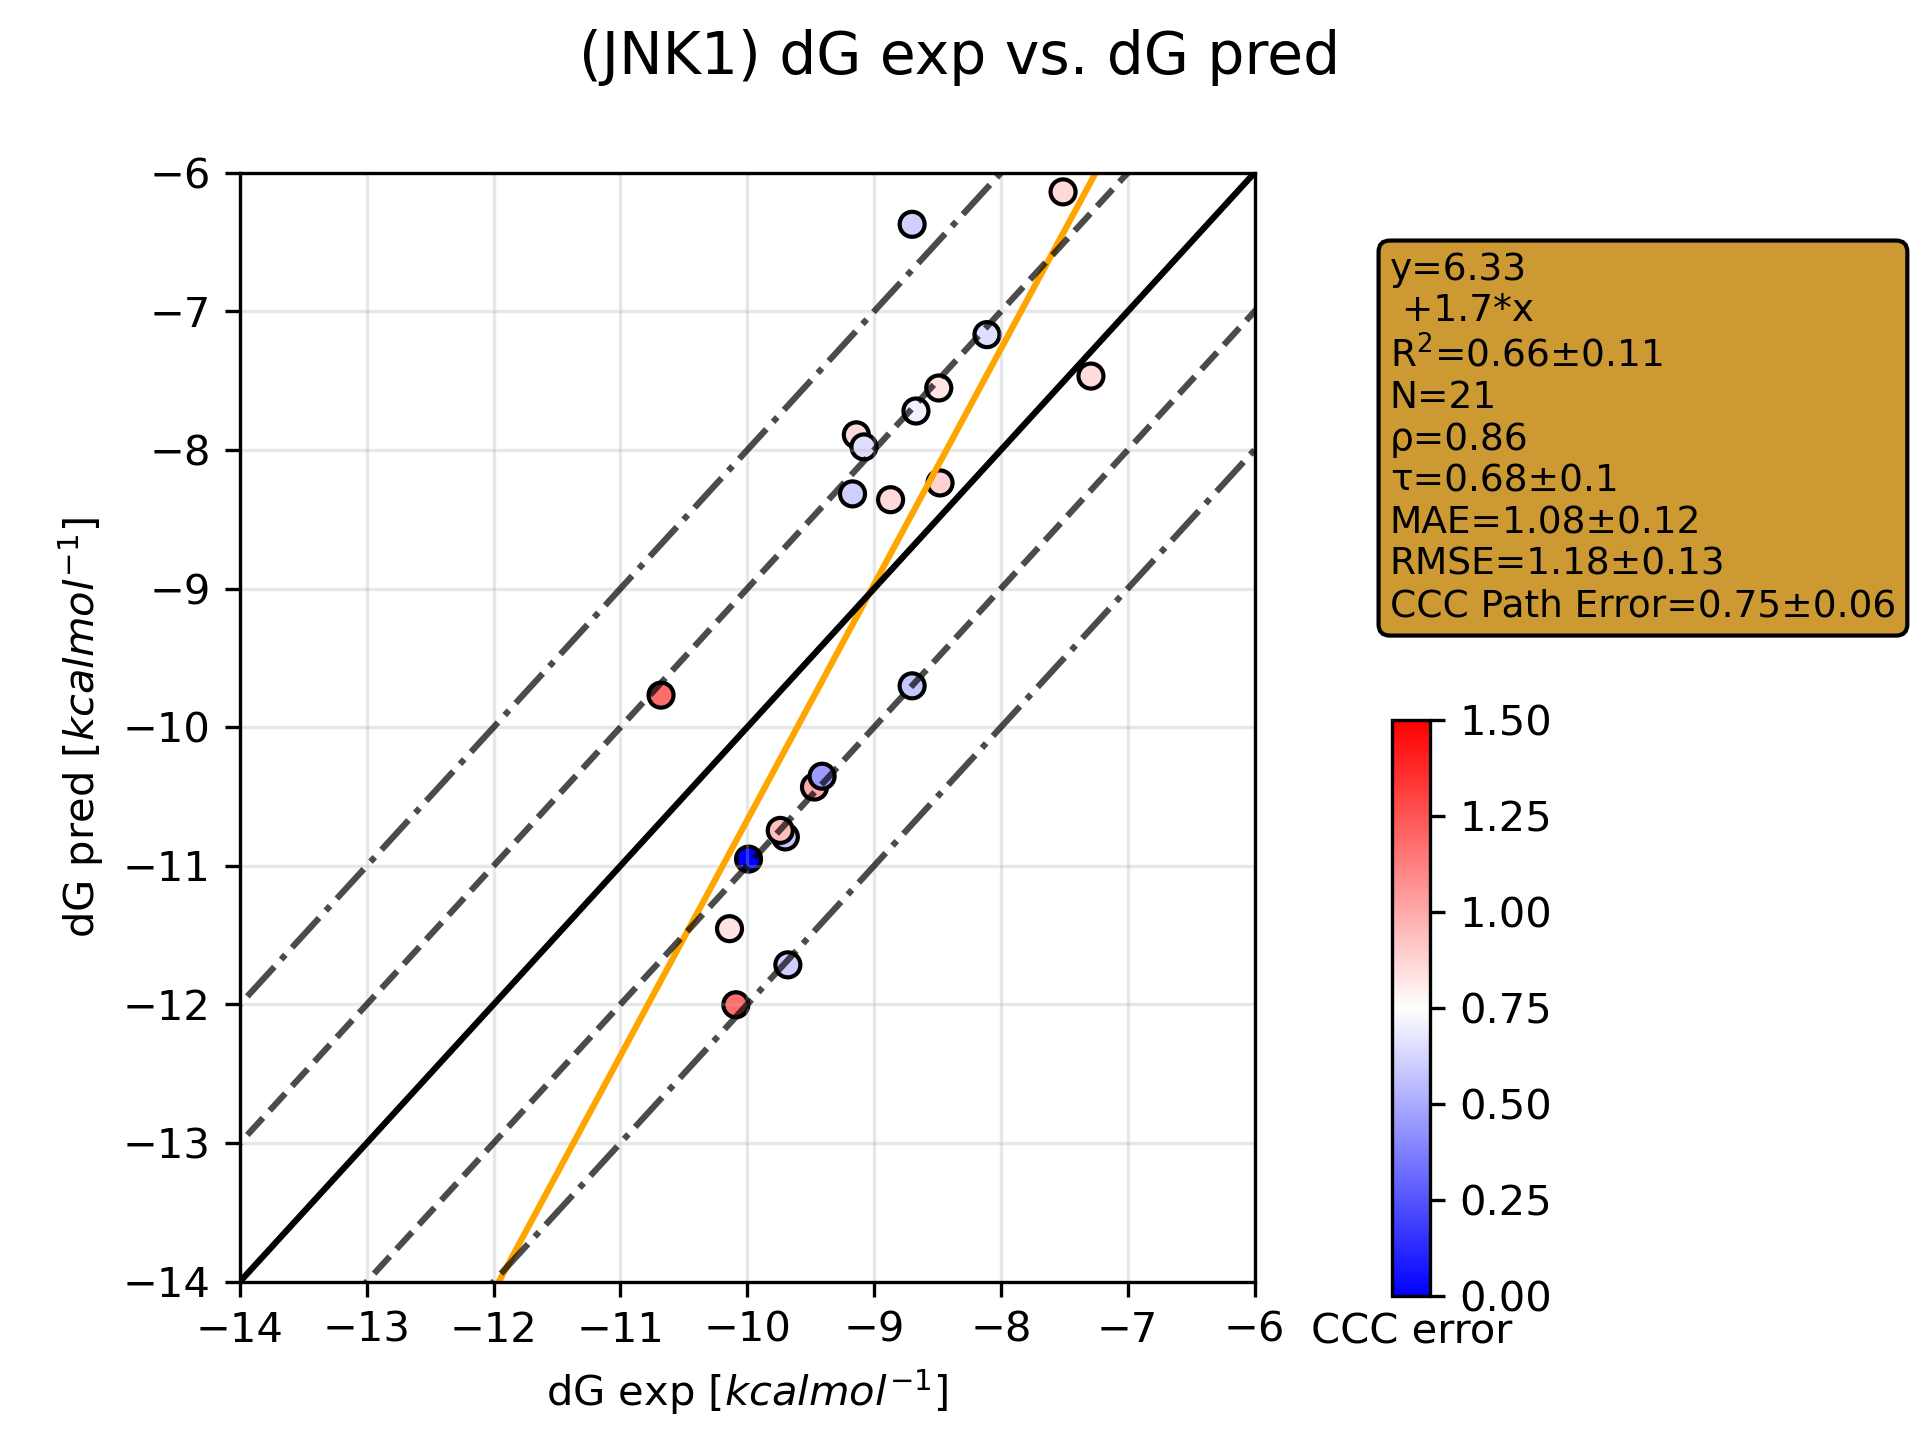 (JNK1) dG exp vs. dG pred
−6
−7
−8
−9
−10
−11
−12
−13
−14
dG pred [kcalmol⁻¹]
−14 −13 −12 −11 −10 −9 −8 −7 −6
dG exp [kcalmol⁻¹]
y=6.33
+1.7*x
R²=0.66±0.11
N=21
ρ=0.86
τ=0.68±0.1
MAE=1.08±0.12
RMSE=1.18±0.13
CCC Path Error=0.75±0.06
1.50
1.25
1.00
0.75
0.50
0.25
0.00
CCC error